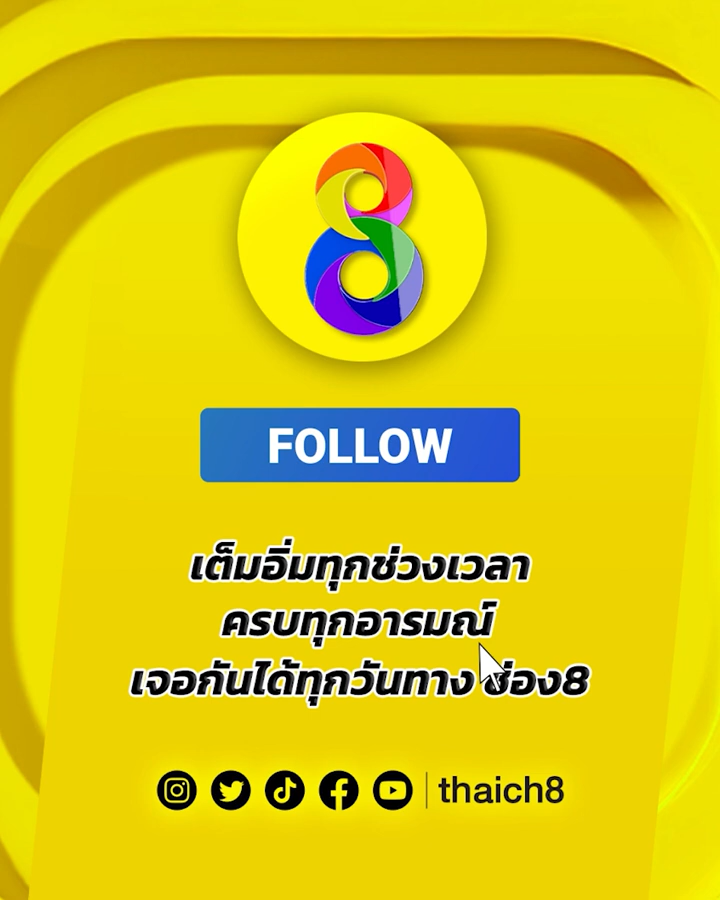 8
FOLLOW
เต็มอิ่มทุกช่วงเวลา
ครบทุกอารมณ์
เจอกันได้ทุกวันทาง ช่อง8
thaich8